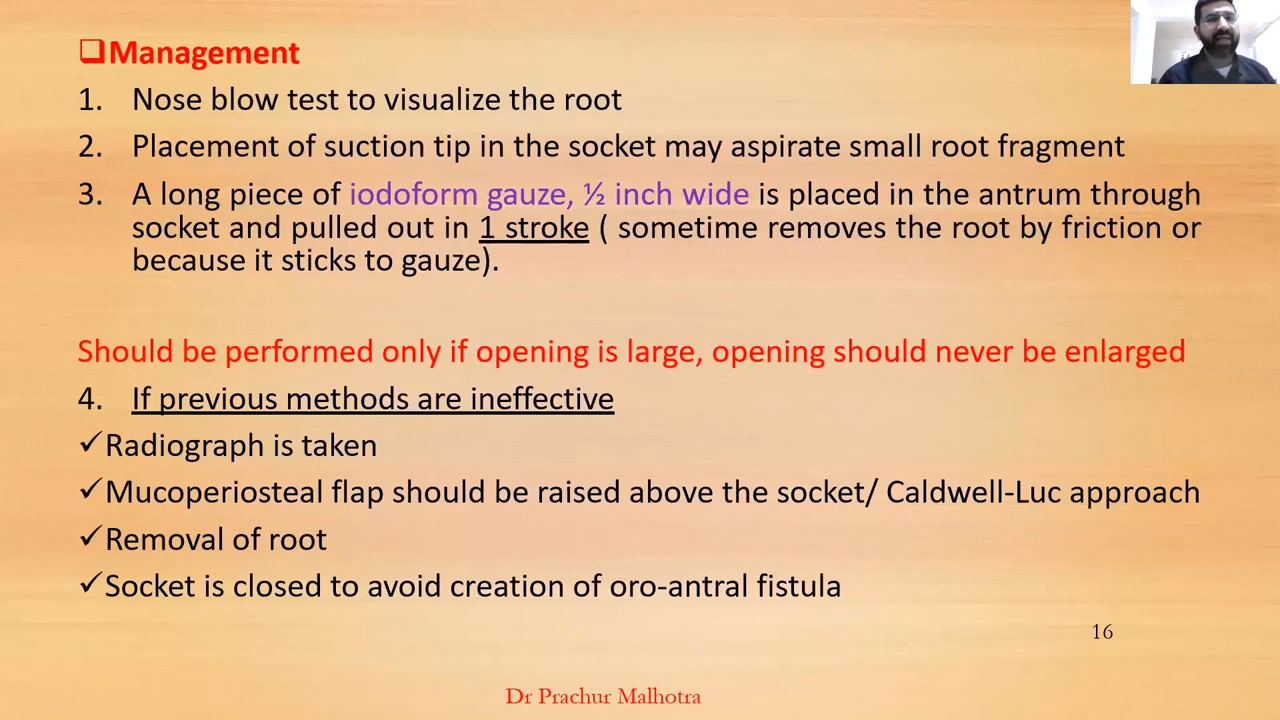 ❑Management
1. Nose blow test to visualize the root
2. Placement of suction tip in the socket may aspirate small root fragment
3. A long piece of iodoform gauze, ½ inch wide is placed in the antrum through
socket and pulled out in 1 stroke ( sometime removes the root by friction or
because it sticks to gauze).
Should be performed only if opening is large, opening should never be enlarged
4. If previous methods are ineffective
✓Radiograph is taken
✓Mucoperiosteal flap should be raised above the socket/ Caldwell-Luc approach
✓Removal of root
✓Socket is closed to avoid creation of oro-antral fistula
16
Dr Prachur Malhotra